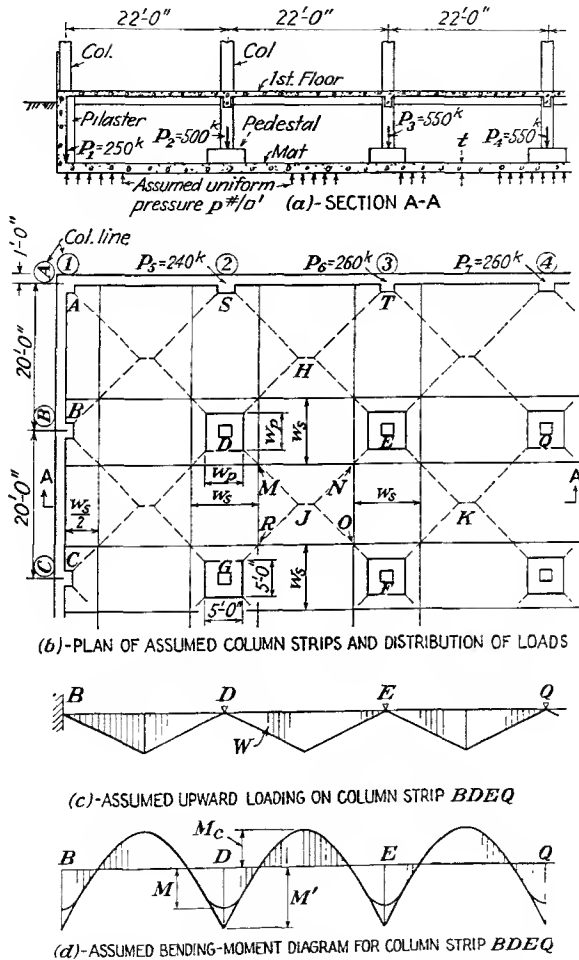 22'-0" 22'-0" 22'-0"
Col. Col
1st. Floor
Pilaster P₂=500ᵏ Pedestal P₃=550ᵏ P₄=550ᵏ
P₁=250ᵏ Mat t
Assumed uniform
pressure p#/□' (a)-SECTION A-A
Col. line
1'-0" A 1 P₅=240ᵏ 2 P₆=260ᵏ 3 P₇=260ᵏ 4
A S T
20'-0" H
B B D Wp Ws E Q
A Wp M N A
20'-0" Ws/2 Ws J Ws K
R O
C C G 5'-0" Ws F
5'-0"
(b)-PLAN OF ASSUMED COLUMN STRIPS AND DISTRIBUTION OF LOADS
B D E Q
W
(c)-ASSUMED UPWARD LOADING ON COLUMN STRIP BDEQ
B Mc D E Q
M M'
(d)-ASSUMED BENDING-MOMENT DIAGRAM FOR COLUMN STRIP BDEQ